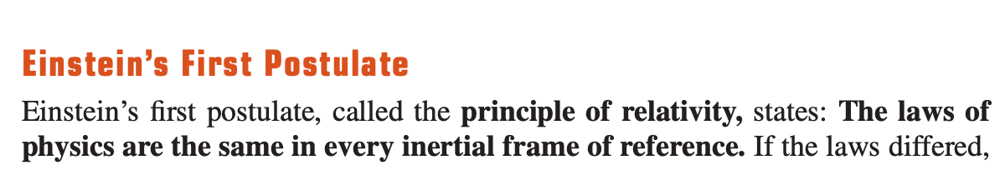 Einstein’s First Postulate
Einstein’s first postulate, called the principle of relativity, states: The laws of
physics are the same in every inertial frame of reference. If the laws differed,